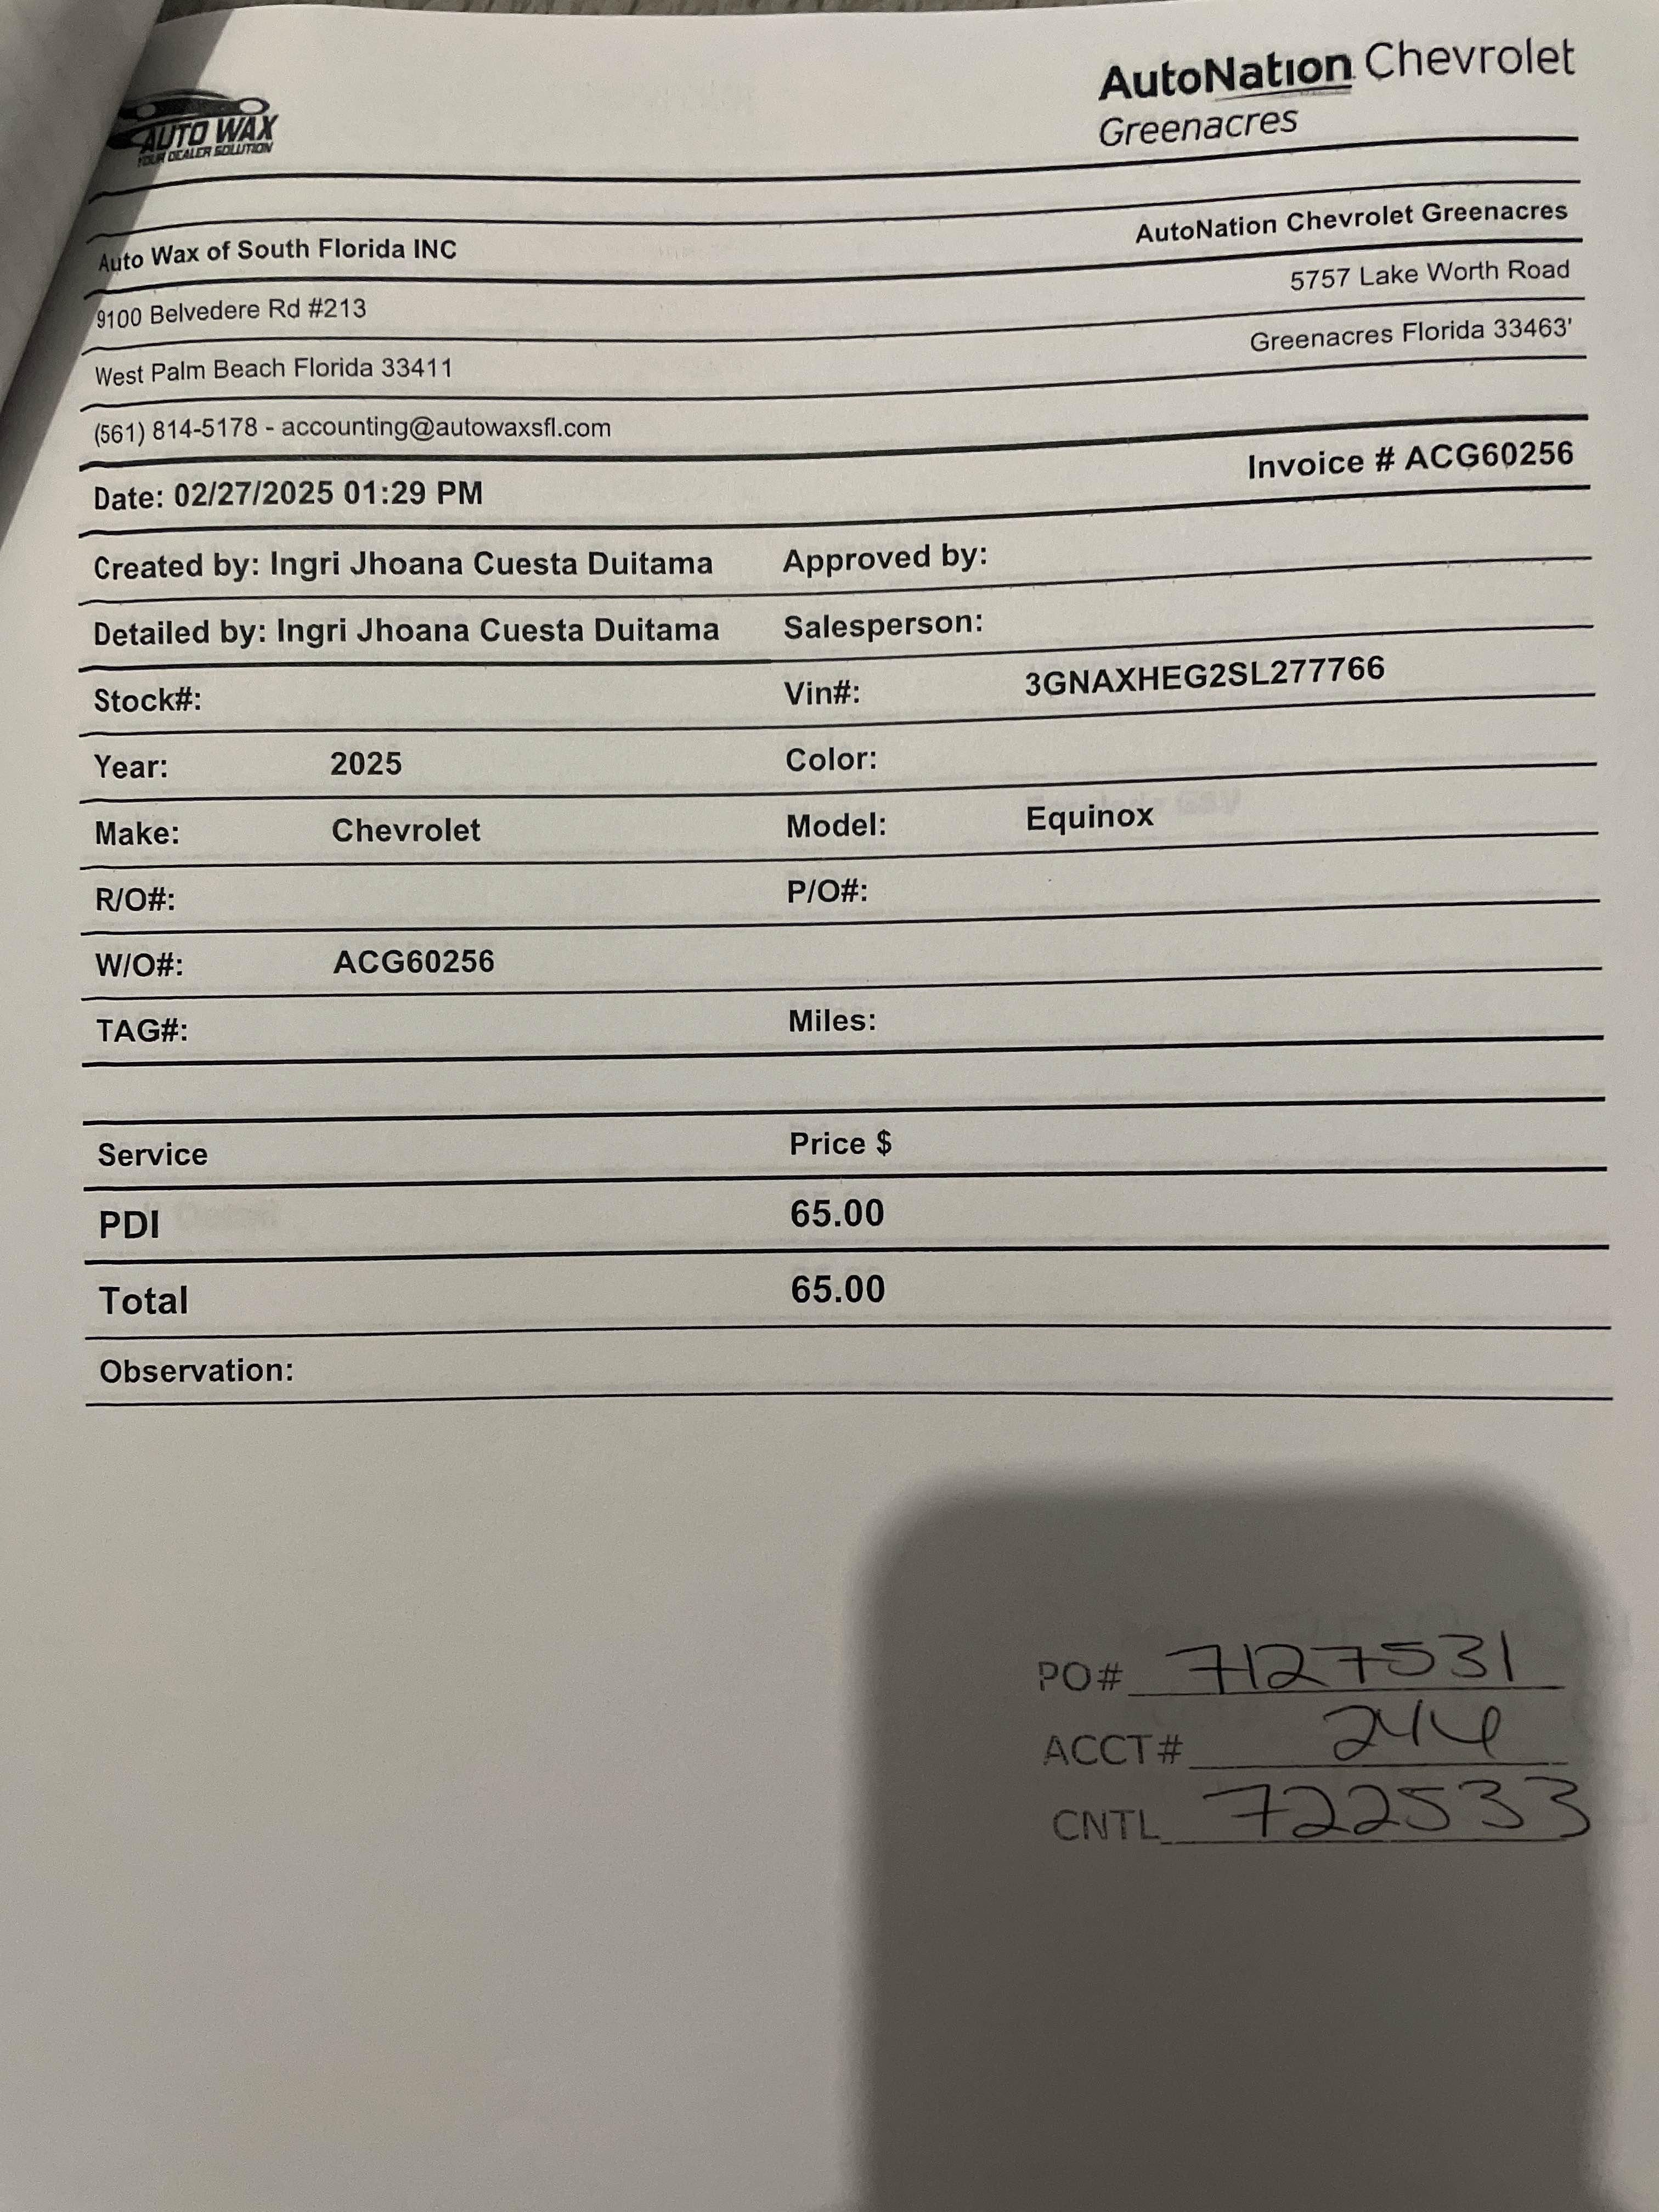 AUTO WAX
YOUR DEALER SOLUTION
AutoNation Chevrolet
Greenacres
Auto Wax of South Florida INC
AutoNation Chevrolet Greenacres
9100 Belvedere Rd #213
5757 Lake Worth Road
West Palm Beach Florida 33411
Greenacres Florida 33463'
(561) 814-5178 - accounting@autowaxsfl.com
Date: 02/27/2025 01:29 PM
Invoice # ACG60256
Created by: Ingri Jhoana Cuesta Duitama Approved by:
Detailed by: Ingri Jhoana Cuesta Duitama Salesperson:
Stock#: Vin#: 3GNAXHEG2SL277766
Year: 2025 Color:
Make: Chevrolet Model: Equinox
R/O#: P/O#:
W/O#: ACG60256
TAG#: Miles:
Service Price $
PDI 65.00
Total 65.00
Observation:
PO# 7127531
ACCT#
CNTL 722533